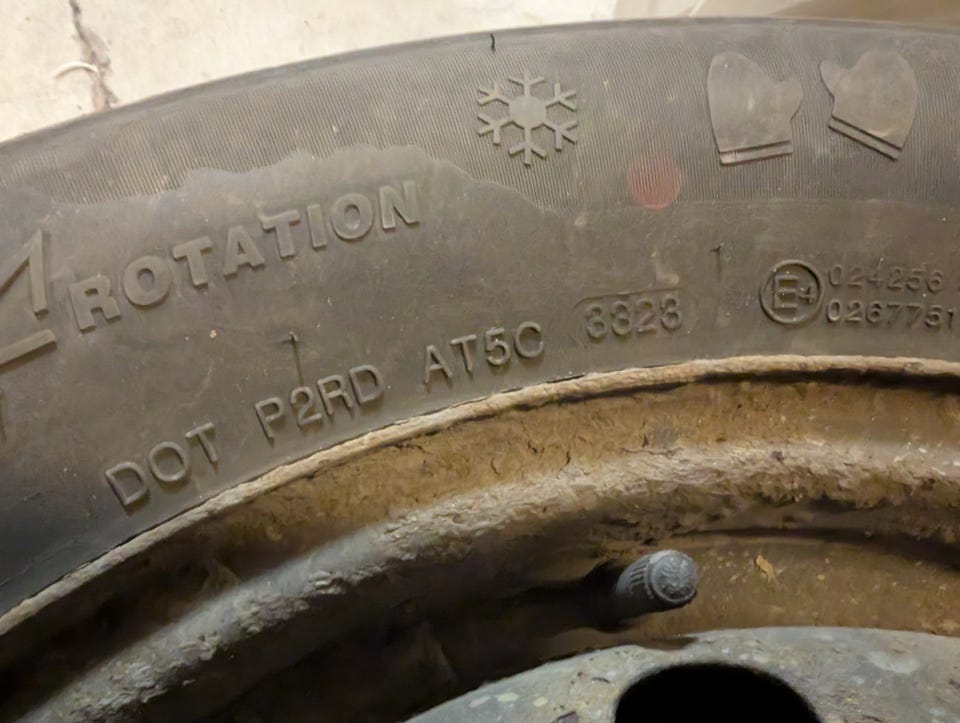 ROTATION
DOT P2RD AT5C 3323
E4
024256
0267751